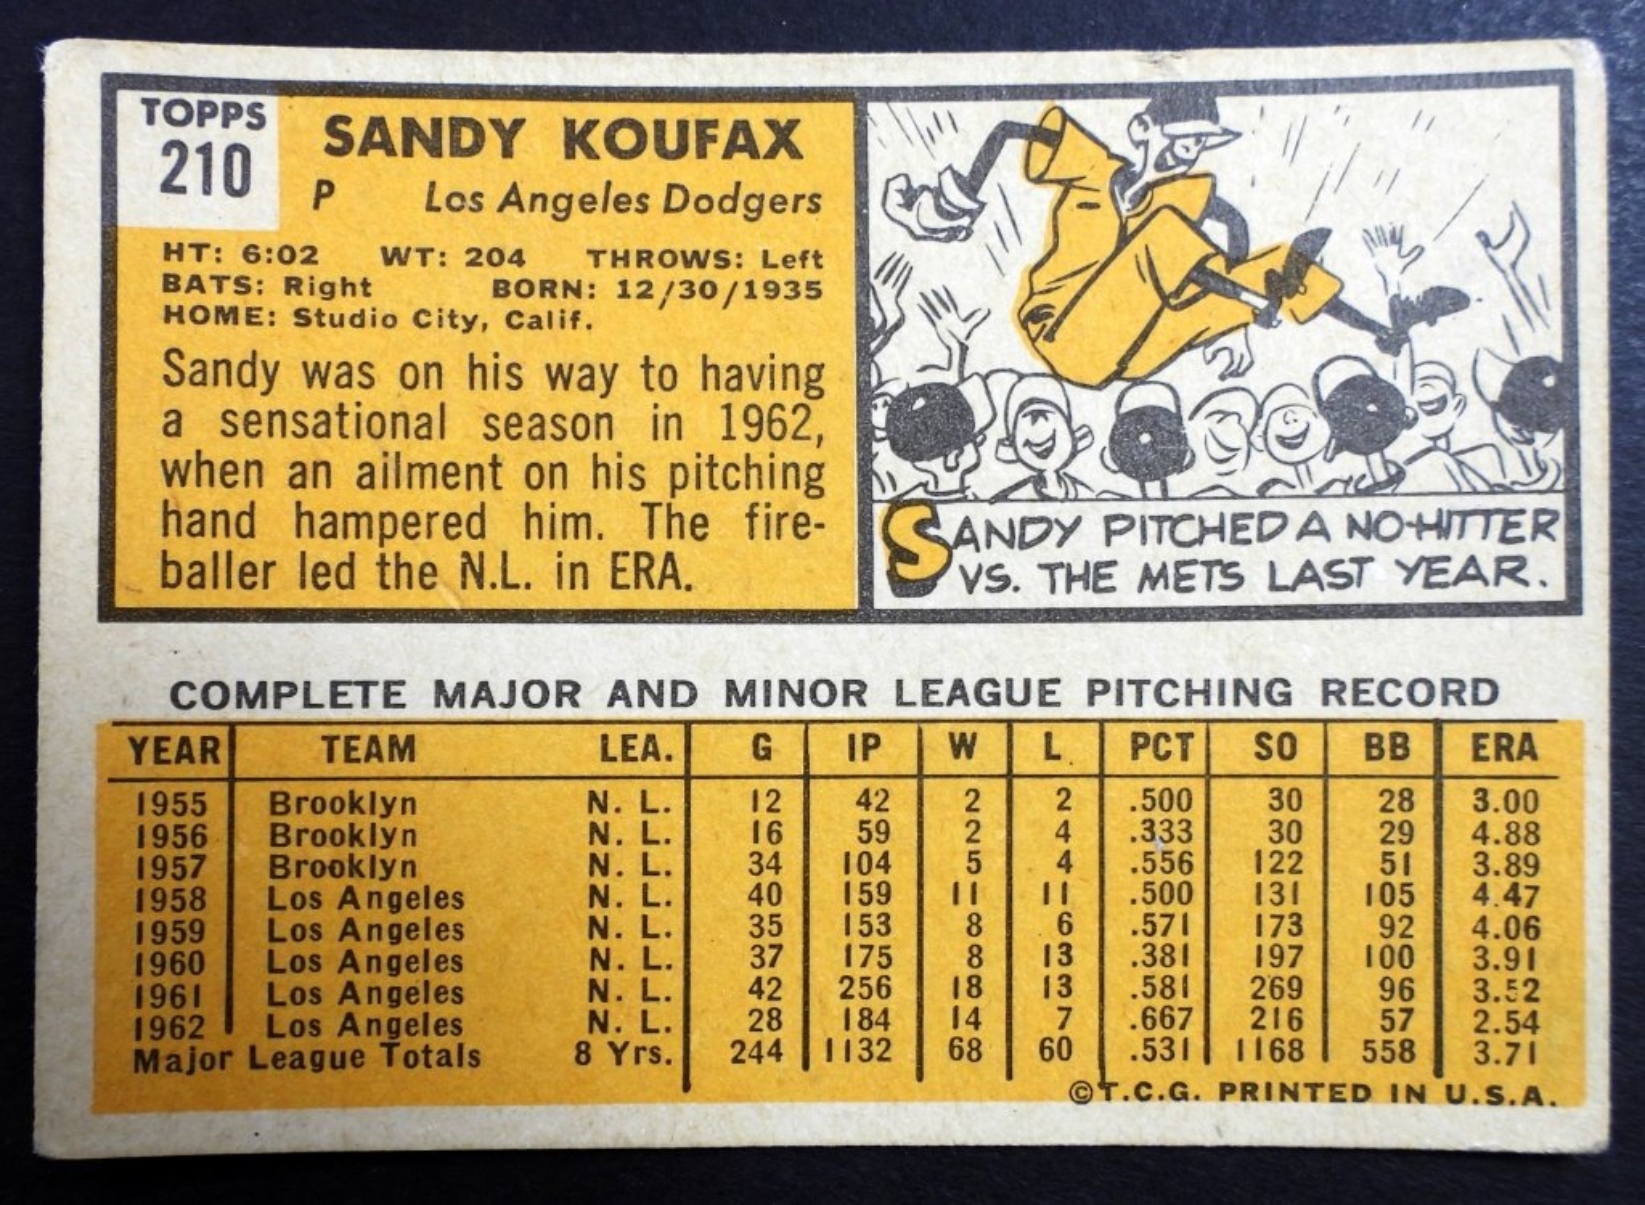 TOPPS
210
SANDY KOUFAX
P Los Angeles Dodgers
HT: 6:02 WT: 204 THROWS: Left
BATS: Right BORN: 12/30/1935
HOME: Studio City, Calif.
Sandy was on his way to having
a sensational season in 1962,
when an ailment on his pitching
hand hampered him. The fire-
baller led the N.L. in ERA.
SANDY PITCHED A NO-HITTER
VS. THE METS LAST YEAR.
COMPLETE MAJOR AND MINOR LEAGUE PITCHING RECORD
YEAR TEAM LEA. G IP W L PCT SO BB ERA
1955 Brooklyn N. L. 12 42 2 2 .500 30 28 3.00
1956 Brooklyn N. L. 16 59 2 4 .333 30 29 4.88
1957 Brooklyn N. L. 34 104 5 4 .556 122 51 3.89
1958 Los Angeles N. L. 40 159 11 11 .500 131 105 4.47
1959 Los Angeles N. L. 35 153 8 6 .571 173 92 4.06
1960 Los Angeles N. L. 37 175 8 13 .381 197 100 3.91
1961 Los Angeles N. L. 42 256 18 13 .581 269 96 3.52
1962 Los Angeles N. L. 28 184 14 7 .667 216 57 2.54
Major League Totals 8 Yrs. 244 1132 68 60 .531 1168 558 3.71
©T.C.G. PRINTED IN U.S.A.